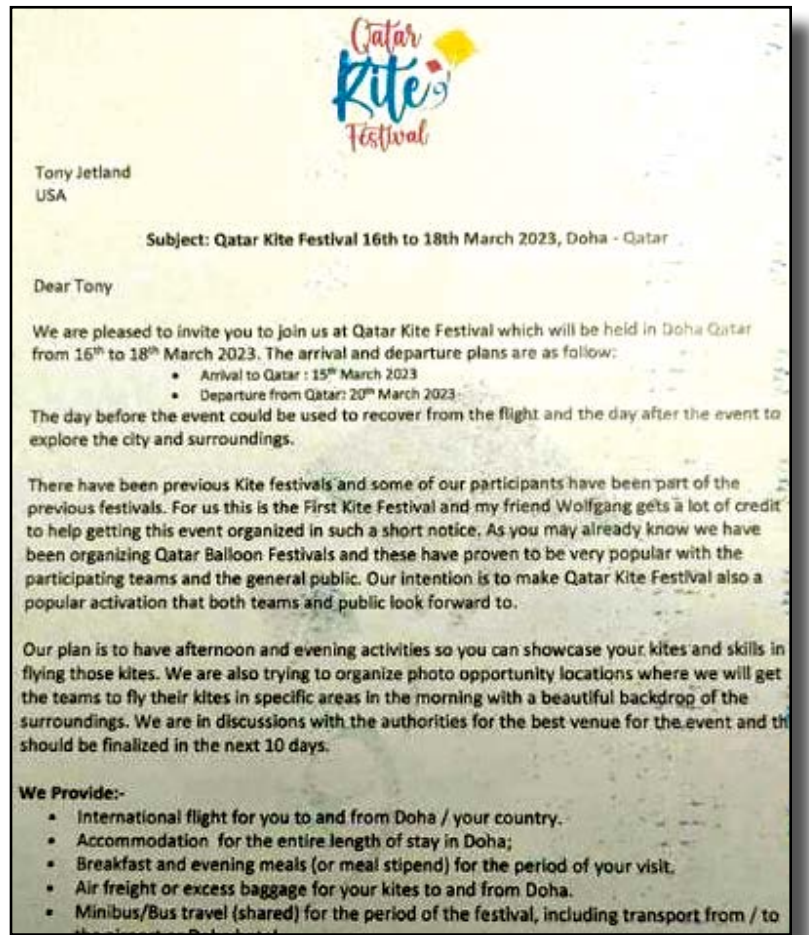 Qatar
Kite
Festival
Tony Jetland
USA
Subject: Qatar Kite Festival 16th to 18th March 2023, Doha - Qatar
Dear Tony
We are pleased to invite you to join us at Qatar Kite Festival which will be held in Doha Qatar
from 16th to 18th March 2023. The arrival and departure plans are as follow:
• Arrival to Qatar : 15th March 2023
• Departure from Qatar: 20th March 2023
The day before the event could be used to recover from the flight and the day after the event to
explore the city and surroundings.
There have been previous Kite festivals and some of our participants have been part of the
previous festivals. For us this is the First Kite Festival and my friend Wolfgang gets a lot of credit
to help getting this event organized in such a short notice. As you may already know we have
been organizing Qatar Balloon Festivals and these have proven to be very popular with the
participating teams and the general public. Our intention is to make Qatar Kite Festival also a
popular activation that both teams and public look forward to.
Our plan is to have afternoon and evening activities so you can showcase your kites and skills in
flying those kites. We are also trying to organize photo opportunity locations where we will get
the teams to fly their kites in specific areas in the morning with a beautiful backdrop of the
surroundings. We are in discussions with the authorities for the best venue for the event and th
should be finalized in the next 10 days.
We Provide:-
• International flight for you to and from Doha / your country.
• Accommodation for the entire length of stay in Doha;
• Breakfast and evening meals (or meal stipend) for the period of your visit.
• Air freight or excess baggage for your kites to and from Doha.
• Minibus/Bus travel (shared) for the period of the festival, including transport from / to